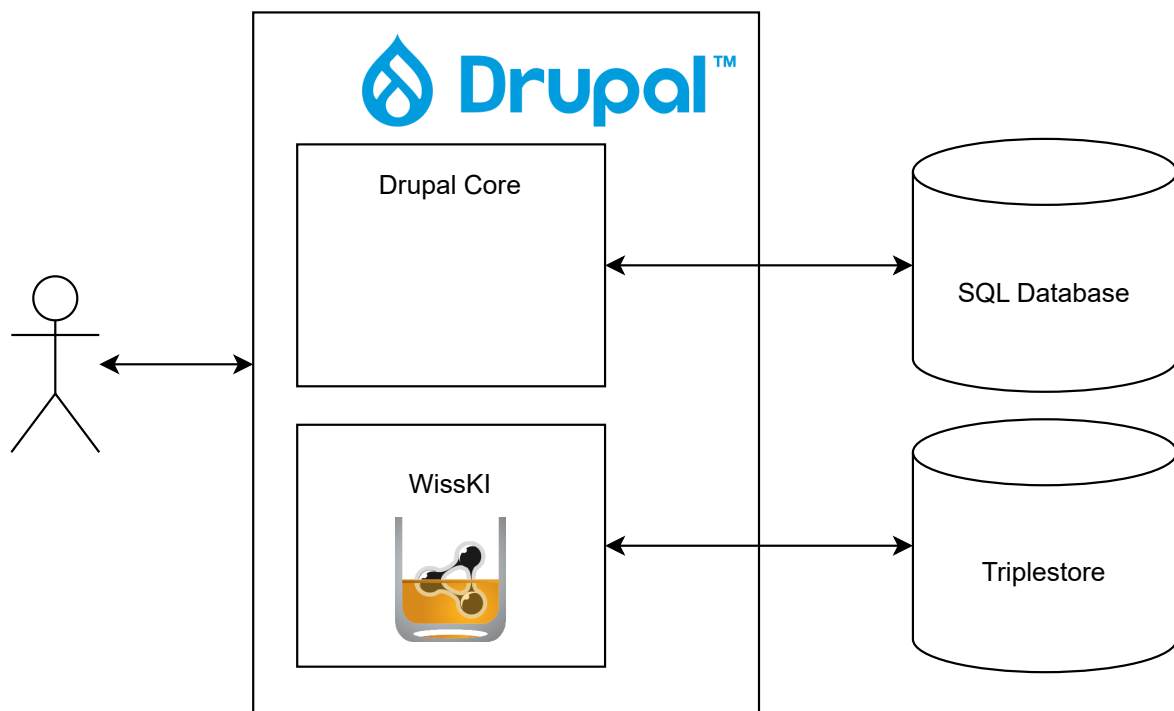 Drupal™
Drupal Core
SQL Database
WissKI
Triplestore